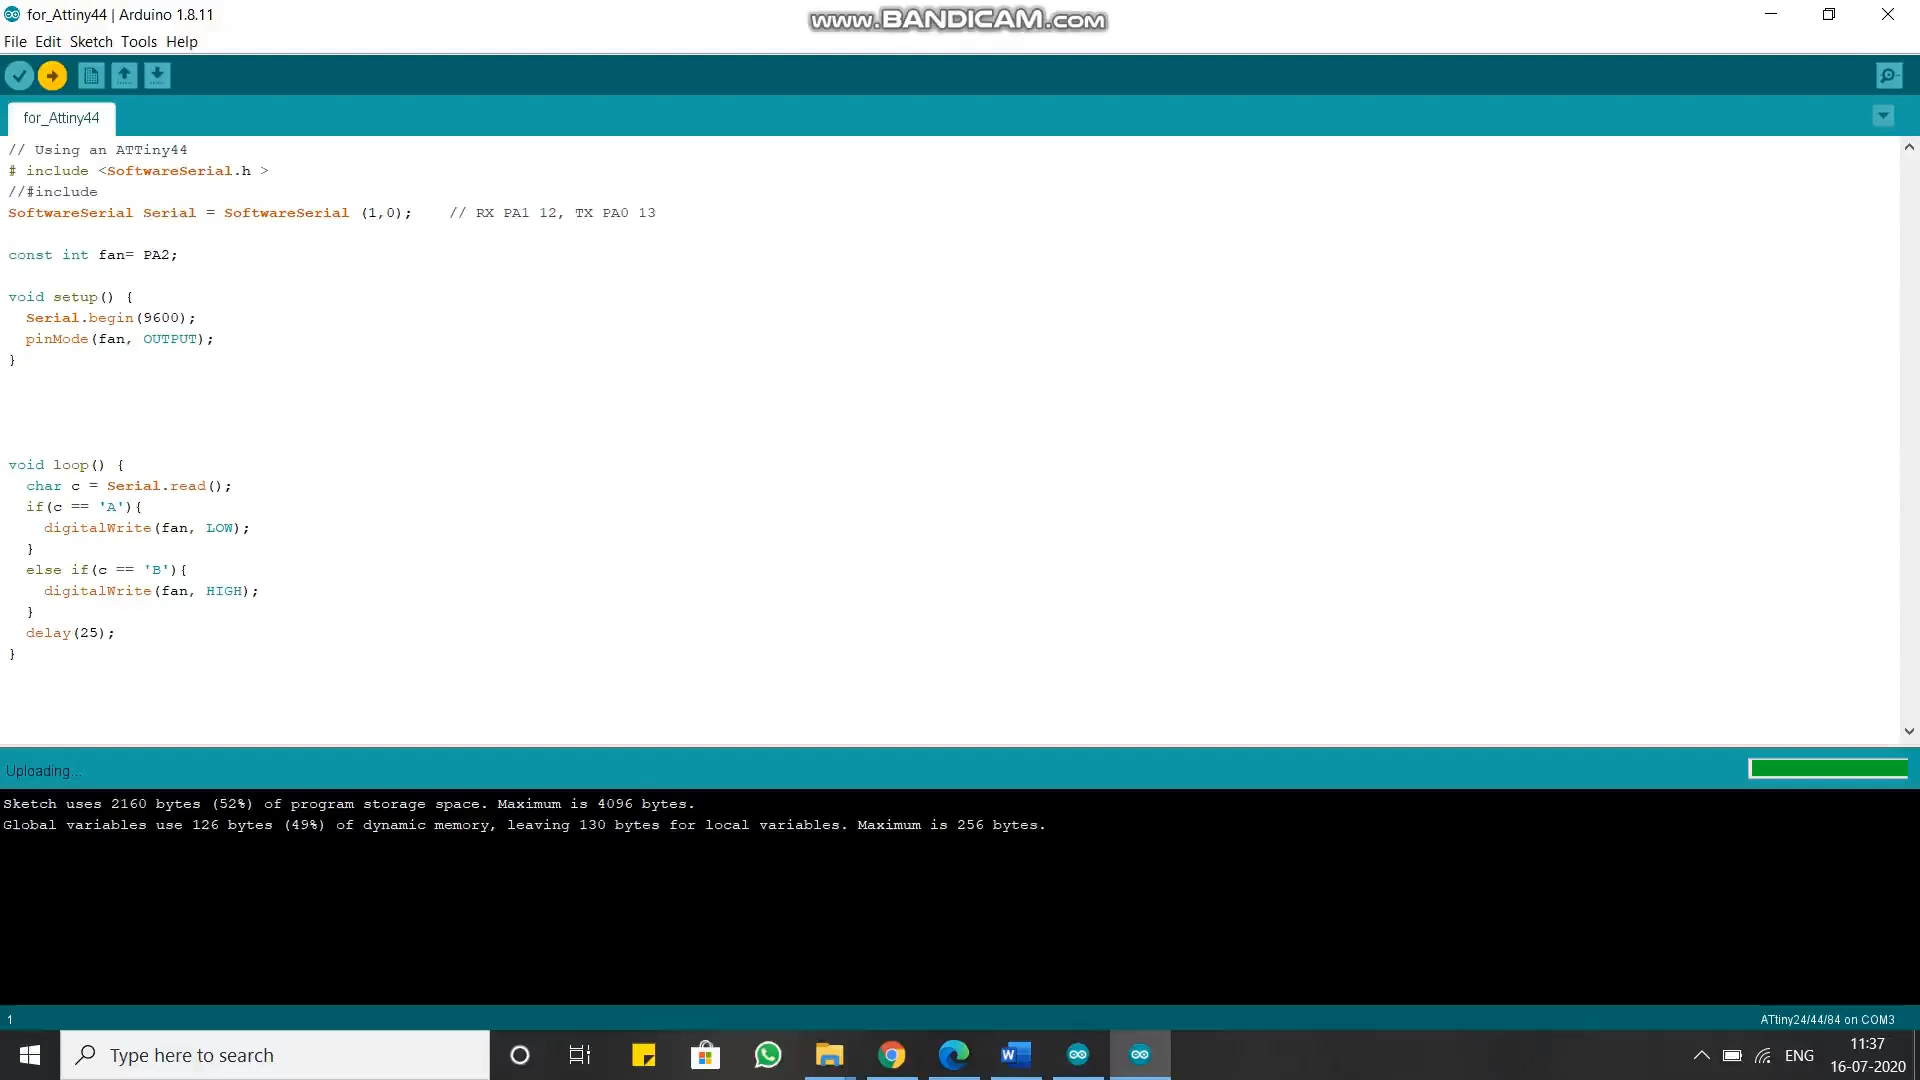 for_Attiny44 | Arduino 1.8.11
www.BANDICAM.com
File Edit Sketch Tools Help
for_Attiny44
// Using an ATTiny44
# include <SoftwareSerial.h >
//#include
SoftwareSerial Serial = SoftwareSerial (1,0);    // RX PA1 12, TX PA0 13
const int fan= PA2;
void setup() {
  Serial.begin(9600);
  pinMode(fan, OUTPUT);
}
void loop() {
  char c = Serial.read();
  if(c == 'A'){
    digitalWrite(fan, LOW);
  }
  else if(c == 'B'){
    digitalWrite(fan, HIGH);
  }
  delay(25);
}
Uploading...
Sketch uses 2160 bytes (52%) of program storage space. Maximum is 4096 bytes.
Global variables use 126 bytes (49%) of dynamic memory, leaving 130 bytes for local variables. Maximum is 256 bytes.
1
ATtiny24/44/84 on COM3
Type here to search
W
ENG
11:37
16-07-2020